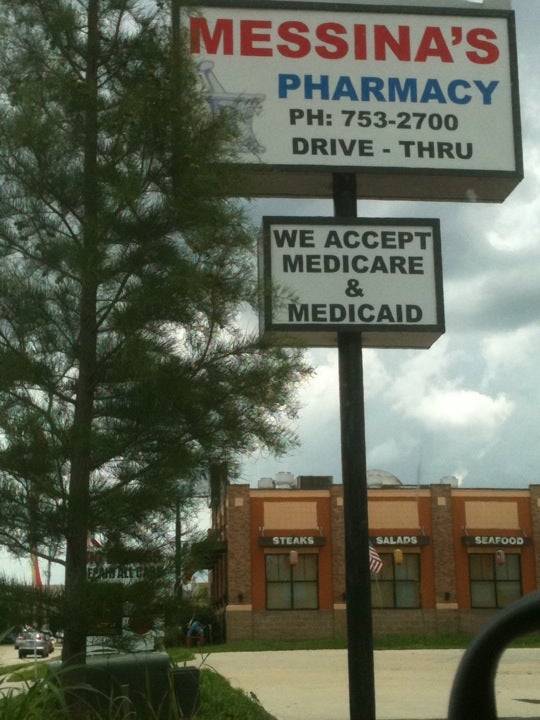 MESSINA'S
PHARMACY
PH: 753-2700
DRIVE - THRU
WE ACCEPT
MEDICARE
&
MEDICAID
STEAKS
SALADS
SEAFOOD